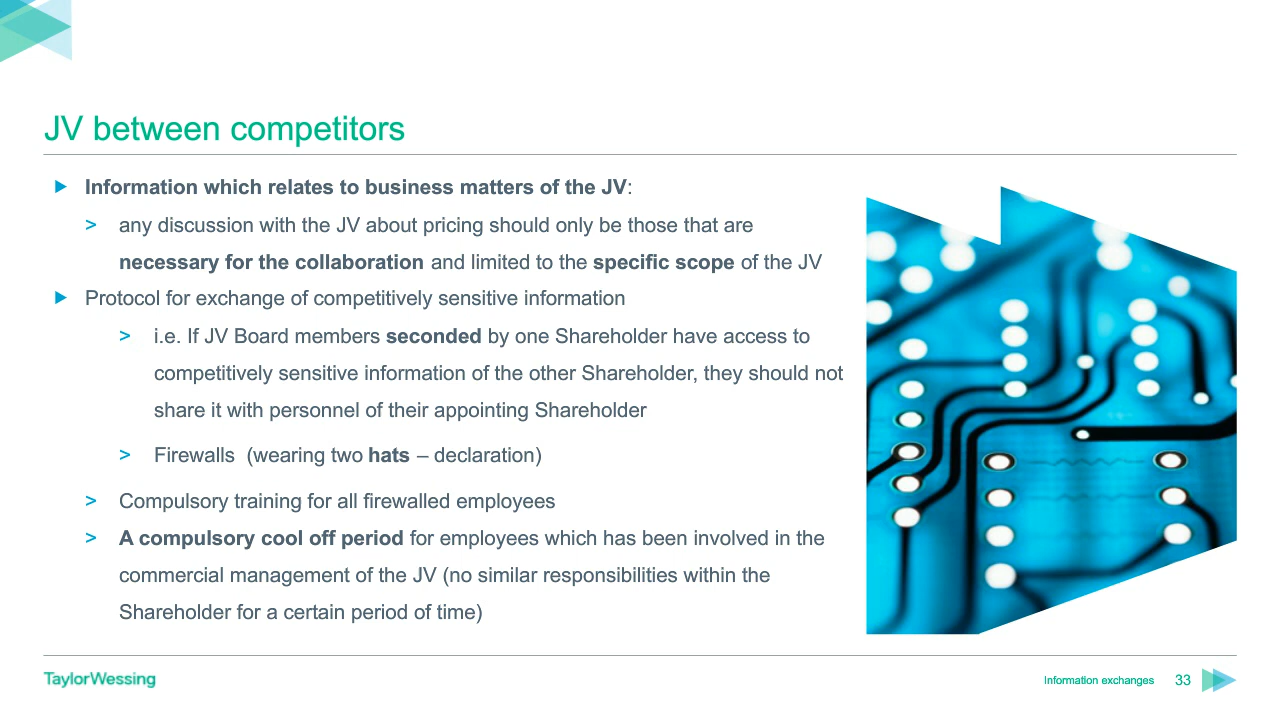 JV between competitors
Information which relates to business matters of the JV:
> any discussion with the JV about pricing should only be those that are
necessary for the collaboration and limited to the specific scope of the JV
Protocol for exchange of competitively sensitive information
> i.e. If JV Board members seconded by one Shareholder have access to
competitively sensitive information of the other Shareholder, they should not
share it with personnel of their appointing Shareholder
> Firewalls (wearing two hats – declaration)
> Compulsory training for all firewalled employees
> A compulsory cool off period for employees which has been involved in the
commercial management of the JV (no similar responsibilities within the
Shareholder for a certain period of time)
TaylorWessing
Information exchanges 33